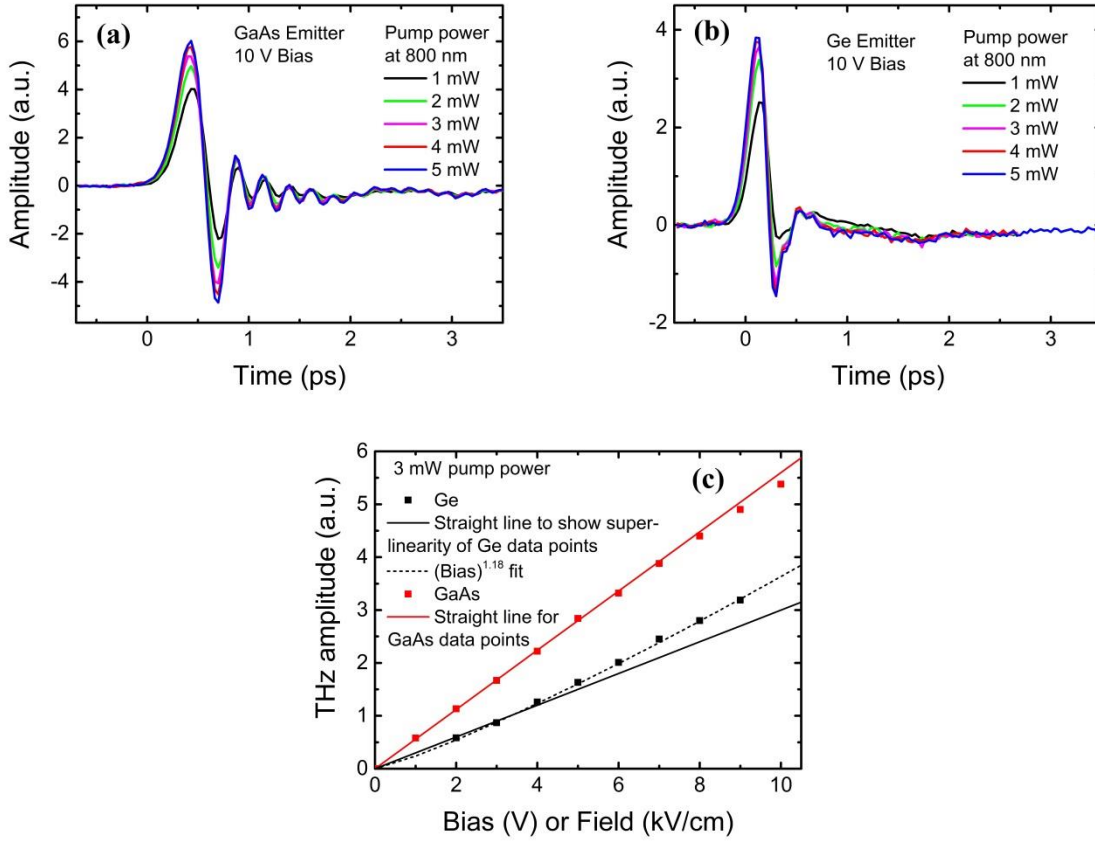 (a)
GaAs Emitter
10 V Bias
Pump power
at 800 nm
1 mW
2 mW
3 mW
4 mW
5 mW
6
4
2
0
-2
-4
Amplitude (a.u.)
0
1
2
3
Time (ps)
(b)
Ge Emitter
10 V Bias
Pump power
at 800 nm
1 mW
2 mW
3 mW
4 mW
5 mW
4
2
0
-2
Amplitude (a.u.)
0
1
2
3
Time (ps)
(c)
3 mW pump power
Ge
Straight line to show super-
linearity of Ge data points
(Bias)^1.18 fit
GaAs
Straight line for
GaAs data points
6
5
4
3
2
1
0
THz amplitude (a.u.)
0
2
4
6
8
10
Bias (V) or Field (kV/cm)